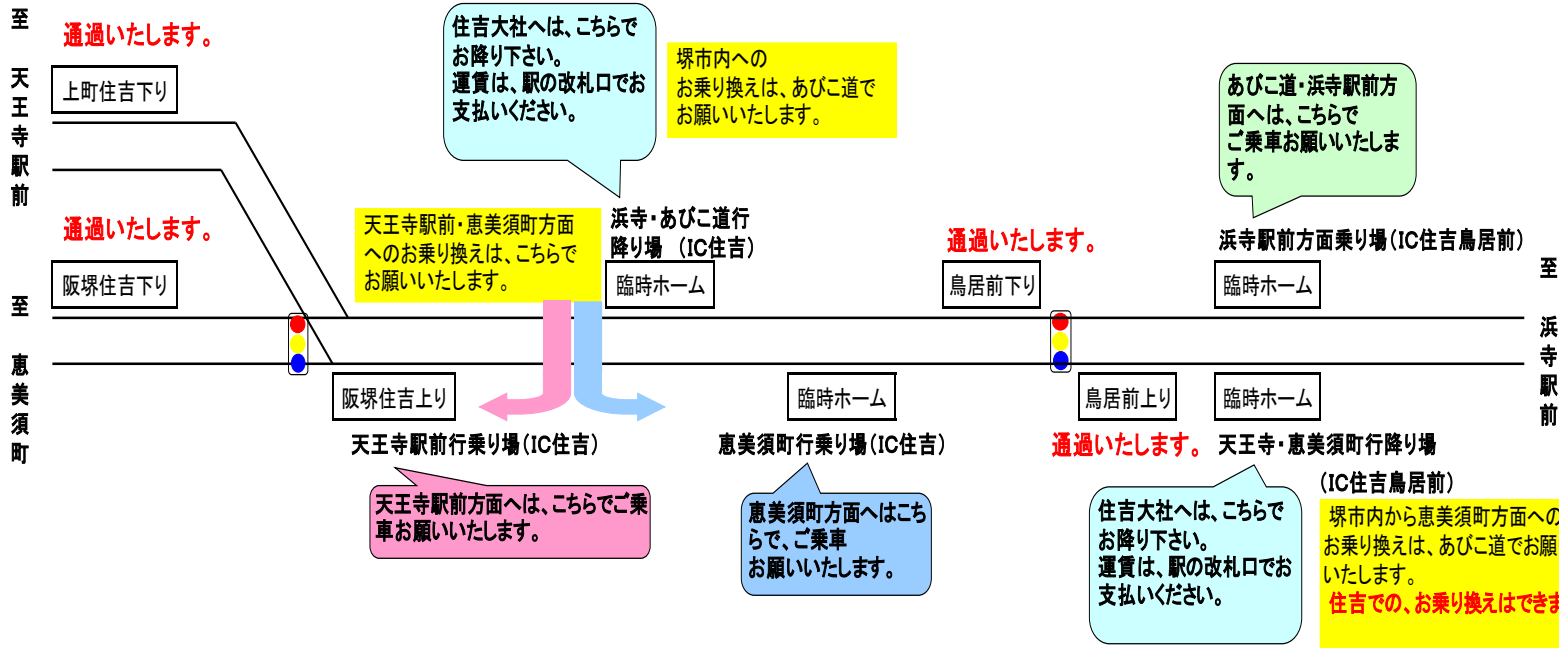 至 天王寺駅前
通過いたします。
上町住吉下り
住吉大社へは、こちらで
お降り下さい。
運賃は、駅の改札口でお
支払いください。
堺市内への
お乗り換えは、あびこ道で
お願いいたします。
あびこ道・浜寺駅前方
面へは、こちらで
ご乗車お願いいたしま
す。
通過いたします。
阪堺住吉下り
天王寺駅前・恵美須町方面
へのお乗り換えは、こちらで
お願いいたします。
浜寺・あびこ道行
降り場 （IC住吉）
臨時ホーム
通過いたします。
鳥居前下り
浜寺駅前方面乗り場（IC住吉鳥居前）
臨時ホーム
至 恵美須町
至 浜寺駅前
阪堺住吉上り
天王寺駅前行乗り場（IC住吉）
臨時ホーム
恵美須町行乗り場（IC住吉）
鳥居前上り
通過いたします。
臨時ホーム
天王寺・恵美須町行降り場
（IC住吉鳥居前）
天王寺駅前方面へは、こちらでご乗
車お願いいたします。
恵美須町方面へはこち
らで、ご乗車
お願いいたします。
住吉大社へは、こちらで
お降り下さい。
運賃は、駅の改札口でお
支払いください。
堺市内から恵美須町方面への
お乗り換えは、あびこ道でお願
いたします。
住吉での、お乗り換えはできま